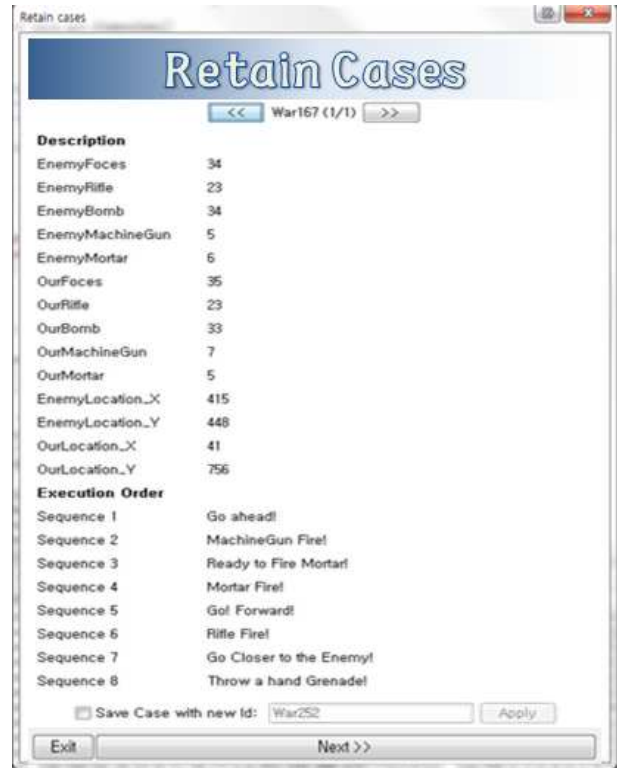 Retain cases
Retain Cases
<< War167 (1/1) >>
Description
EnemyFoces 34
EnemyRifle 23
EnemyBomb 34
EnemyMachineGun 5
EnemyMortar 6
OurFoces 35
OurRifle 23
OurBomb 33
OurMachineGun 7
OurMortar 5
EnemyLocation_X 415
EnemyLocation_Y 448
OurLocation_X 41
OurLocation_Y 756
Execution Order
Sequence 1 Go ahead!
Sequence 2 MachineGun Fire!
Sequence 3 Ready to Fire Mortar!
Sequence 4 Mortar Fire!
Sequence 5 Go! Forward!
Sequence 6 Rifle Fire!
Sequence 7 Go Closer to the Enemy!
Sequence 8 Throw a hand Grenade!
Save Case with new Id: War252 Apply
Exit Next >>